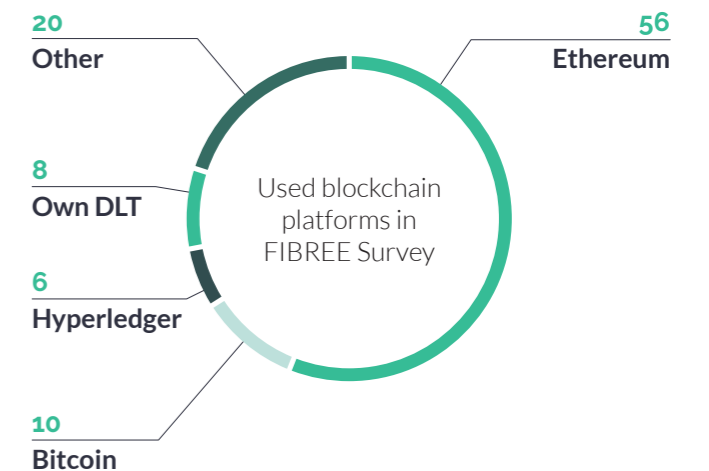 20
Other
56
Ethereum
8
Own DLT
Used blockchain
platforms in
FIBREE Survey
6
Hyperledger
10
Bitcoin